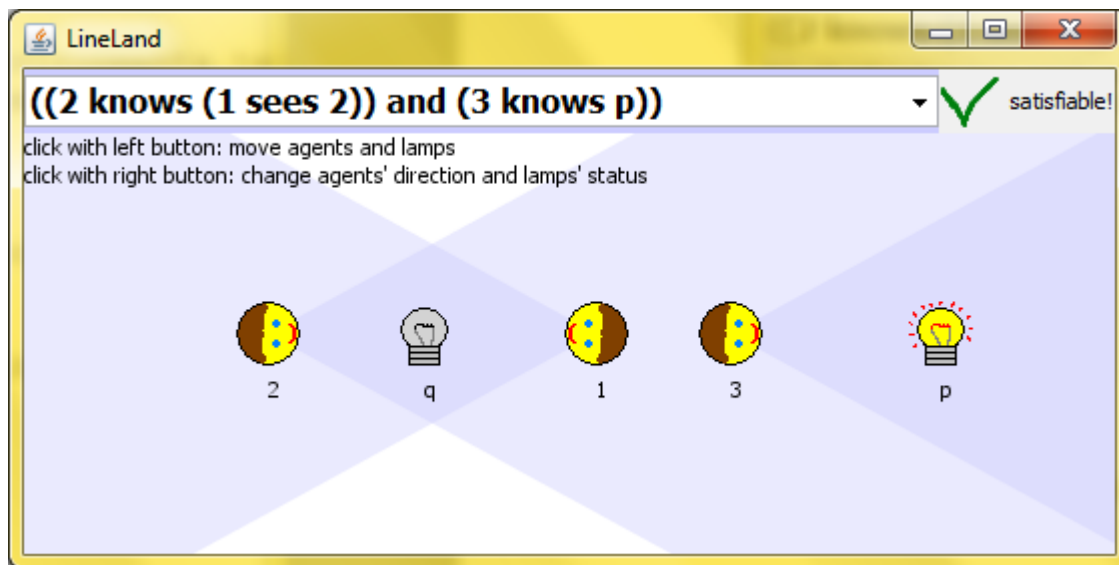 LineLand
((2 knows (1 sees 2)) and (3 knows p))
satisfiable!
click with left button: move agents and lamps
click with right button: change agents' direction and lamps' status
2 q 1 3 p